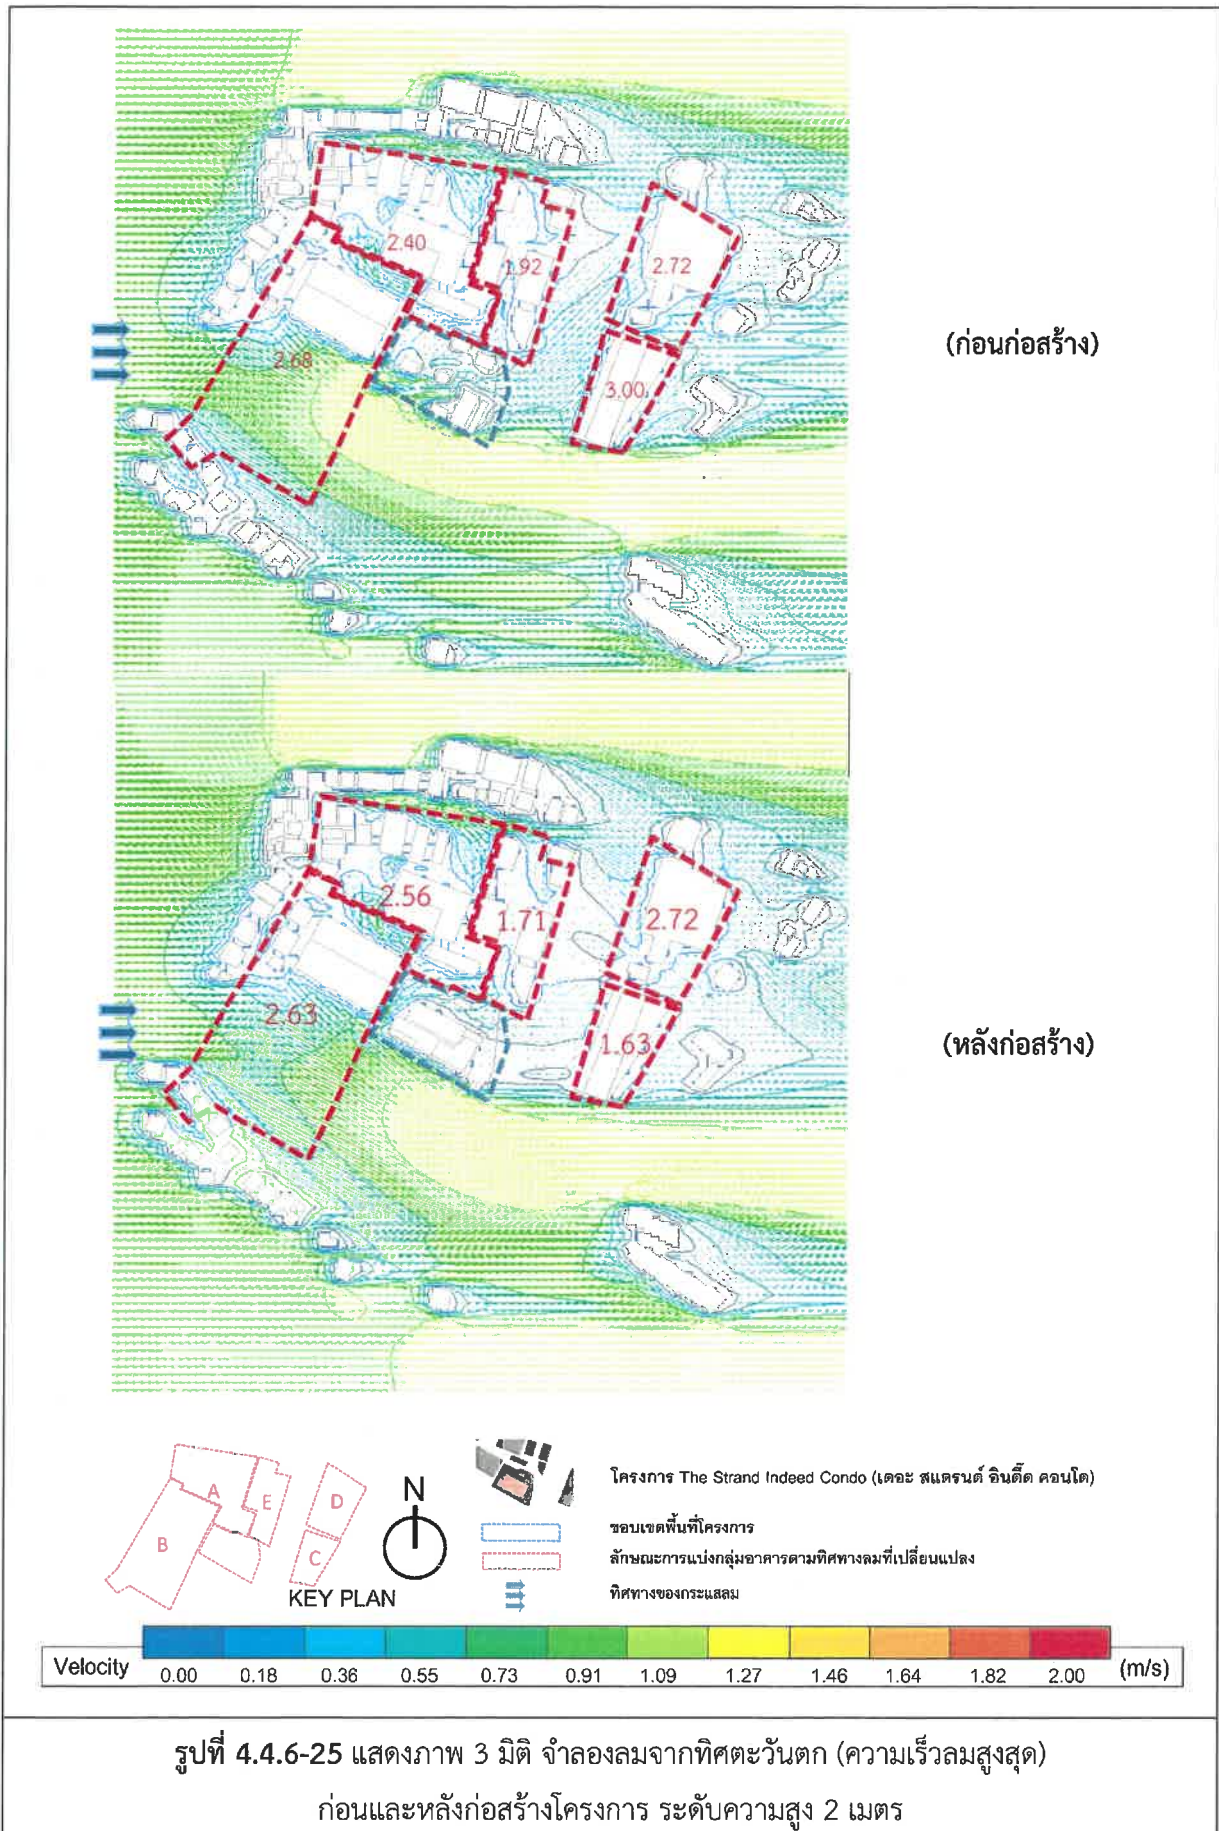 2.40
1.92
2.72
2.68
3.00
(ก่อนก่อสร้าง)
2.56
1.71
2.72
2.63
1.63
(หลังก่อสร้าง)
A
E
D
B
C
KEY PLAN
N
โครงการ The Strand Indeed Condo (เดอะ สแตรนด์ อินดี๊ด คอนโด)
ขอบเขตพื้นที่โครงการ
ลักษณะการแบ่งกลุ่มอาคารตามทิศทางลมที่เปลี่ยนแปลง
ทิศทางของกระแสลม
Velocity 0.00 0.18 0.36 0.55 0.73 0.91 1.09 1.27 1.46 1.64 1.82 2.00 (m/s)
รูปที่ 4.4.6-25 แสดงภาพ 3 มิติ จำลองลมจากทิศตะวันตก (ความเร็วลมสูงสุด)
ก่อนและหลังก่อสร้างโครงการ ระดับความสูง 2 เมตร